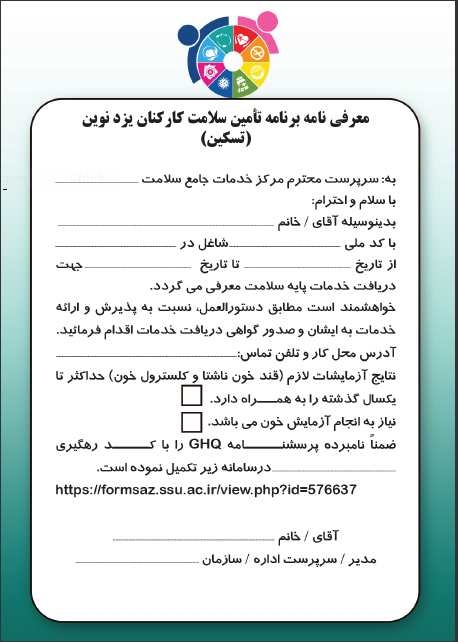 معرفی نامه برنامه تأمین سلامت کارکنان یزد نوین
(تسکین)
به: سرپرست محترم مرکز خدمات جامع سلامت ..............................
با سلام و احترام:
بدینوسیله آقای / خانم ..............................
با کد ملی ..............................شاغل در ..............................
از تاریخ .............................. تا تاریخ ..............................جهت
دریافت خدمات پایه سلامت معرفی می گردد.
خواهشمند است مطابق دستورالعمل، نسبت به پذیرش و ارائه
خدمات به ایشان و صدور گواهی دریافت خدمات اقدام فرمائید.
آدرس محل کار و تلفن تماس:..............................
نتایج آزمایشات لازم (قند خون ناشتا و کلسترول خون) حداکثر تا
یکسال گذشته را به همـــراه دارد. □
نیاز به انجام آزمایش خون می باشد. □
ضمناً نامبرده پرسشنــــــامه GHQ را با کــــــد رهگیری
..............................درسامانه زیر تکمیل نموده است.
https://formsaz.ssu.ac.ir/view.php?id=576637
آقای / خانم ..............................
مدیر / سرپرست اداره / سازمان ..............................